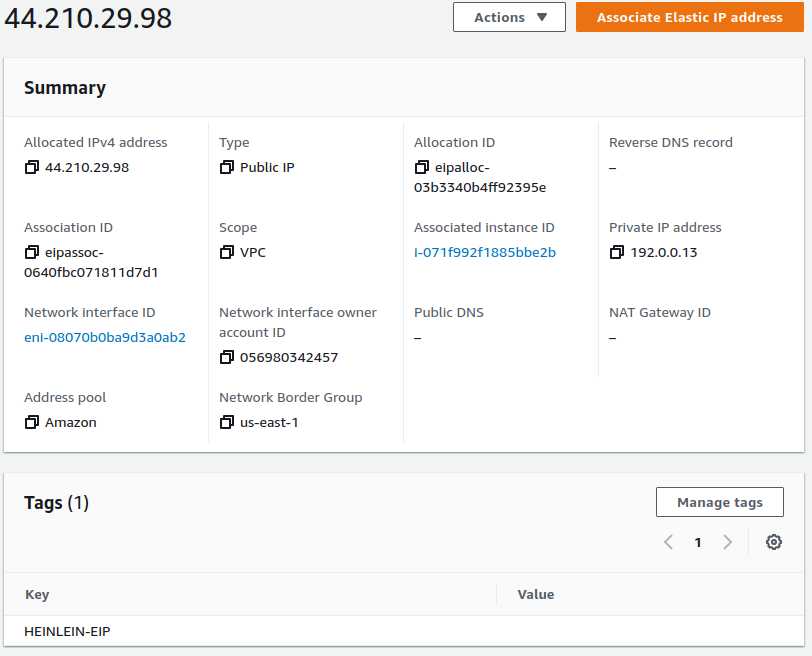 44.210.29.98
Actions
Associate Elastic IP address
Summary
Allocated IPv4 address
44.210.29.98
Type
Public IP
Allocation ID
eipalloc-
03b3340b4ff92395e
Reverse DNS record
–
Association ID
eipassoc-
0640fbc071811d7d1
Scope
VPC
Associated instance ID
i-071f992f1885bbe2b
Private IP address
192.0.0.13
Network interface ID
eni-08070b0ba9d3a0ab2
Network interface owner
account ID
056980342457
Public DNS
–
NAT Gateway ID
–
Address pool
Amazon
Network Border Group
us-east-1
Tags (1)
Manage tags
1
Key
Value
HEINLEIN-EIP